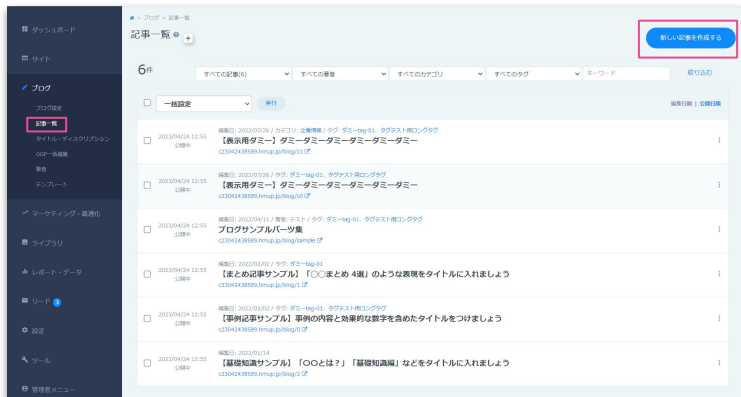 ダッシュボード
サイト
ブログ
ブログ設定
記事一覧
タイトル・ディスクリプション
OGP一括編集
著者
テンプレート
マーケティング・最適化
ライブラリ
レポート・データ
リード 3
設定
ツール
管理者メニュー
» ブログ » 記事一覧
記事一覧
新しい記事を作成する
6件
すべての記事(6) すべての著者 すべてのカテゴリ すべてのタグ キーワード 絞り込む
一括設定 実行 編集日順 | 公開日順
編集日: 2022/07/26 / カテゴリ: 企業情報 / タグ: ダミーtag-01、タグテスト用ロングタグ
2023/04/24 12:55 【表示用ダミー】ダミーダミーダミーダミーダミーダミー
公開中 c23042438589.hmup.jp/blog/c1
編集日: 2022/07/26 / タグ: ダミーtag-01、タグテスト用ロングタグ
2023/04/24 12:55 【表示用ダミー】ダミーダミーダミーダミーダミーダミー
公開中 c23042438589.hmup.jp/blog/c0
編集日: 2022/04/11 / 著者: テスト / タグ: ダミーtag-01、タグテスト用ロングタグ
2023/04/24 12:55 ブログサンプルパーツ集
公開中 c23042438589.hmup.jp/blog/sample
編集日: 2022/02/02 / タグ: ダミーtag-01
2023/04/24 12:55 【まとめ記事サンプル】「○○まとめ 4選」のような表現をタイトルに入れましょう
公開中 c23042438589.hmup.jp/blog/1
編集日: 2022/02/02 / タグ: ダミーtag-01、タグテスト用ロングタグ
2023/04/24 12:55 【事例記事サンプル】事例の内容と効果的な数字を含めたタイトルをつけましょう
公開中 c23042438589.hmup.jp/blog/0
編集日: 2022/01/14
2023/04/24 12:55 【基礎知識サンプル】「○○とは？」「基礎知識編」などをタイトルに入れましょう
公開中 c23042438589.hmup.jp/blog/2